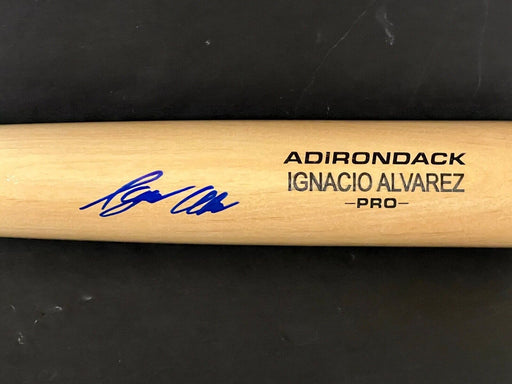 ADIRONDACK
IGNACIO ALVAREZ
-PRO-